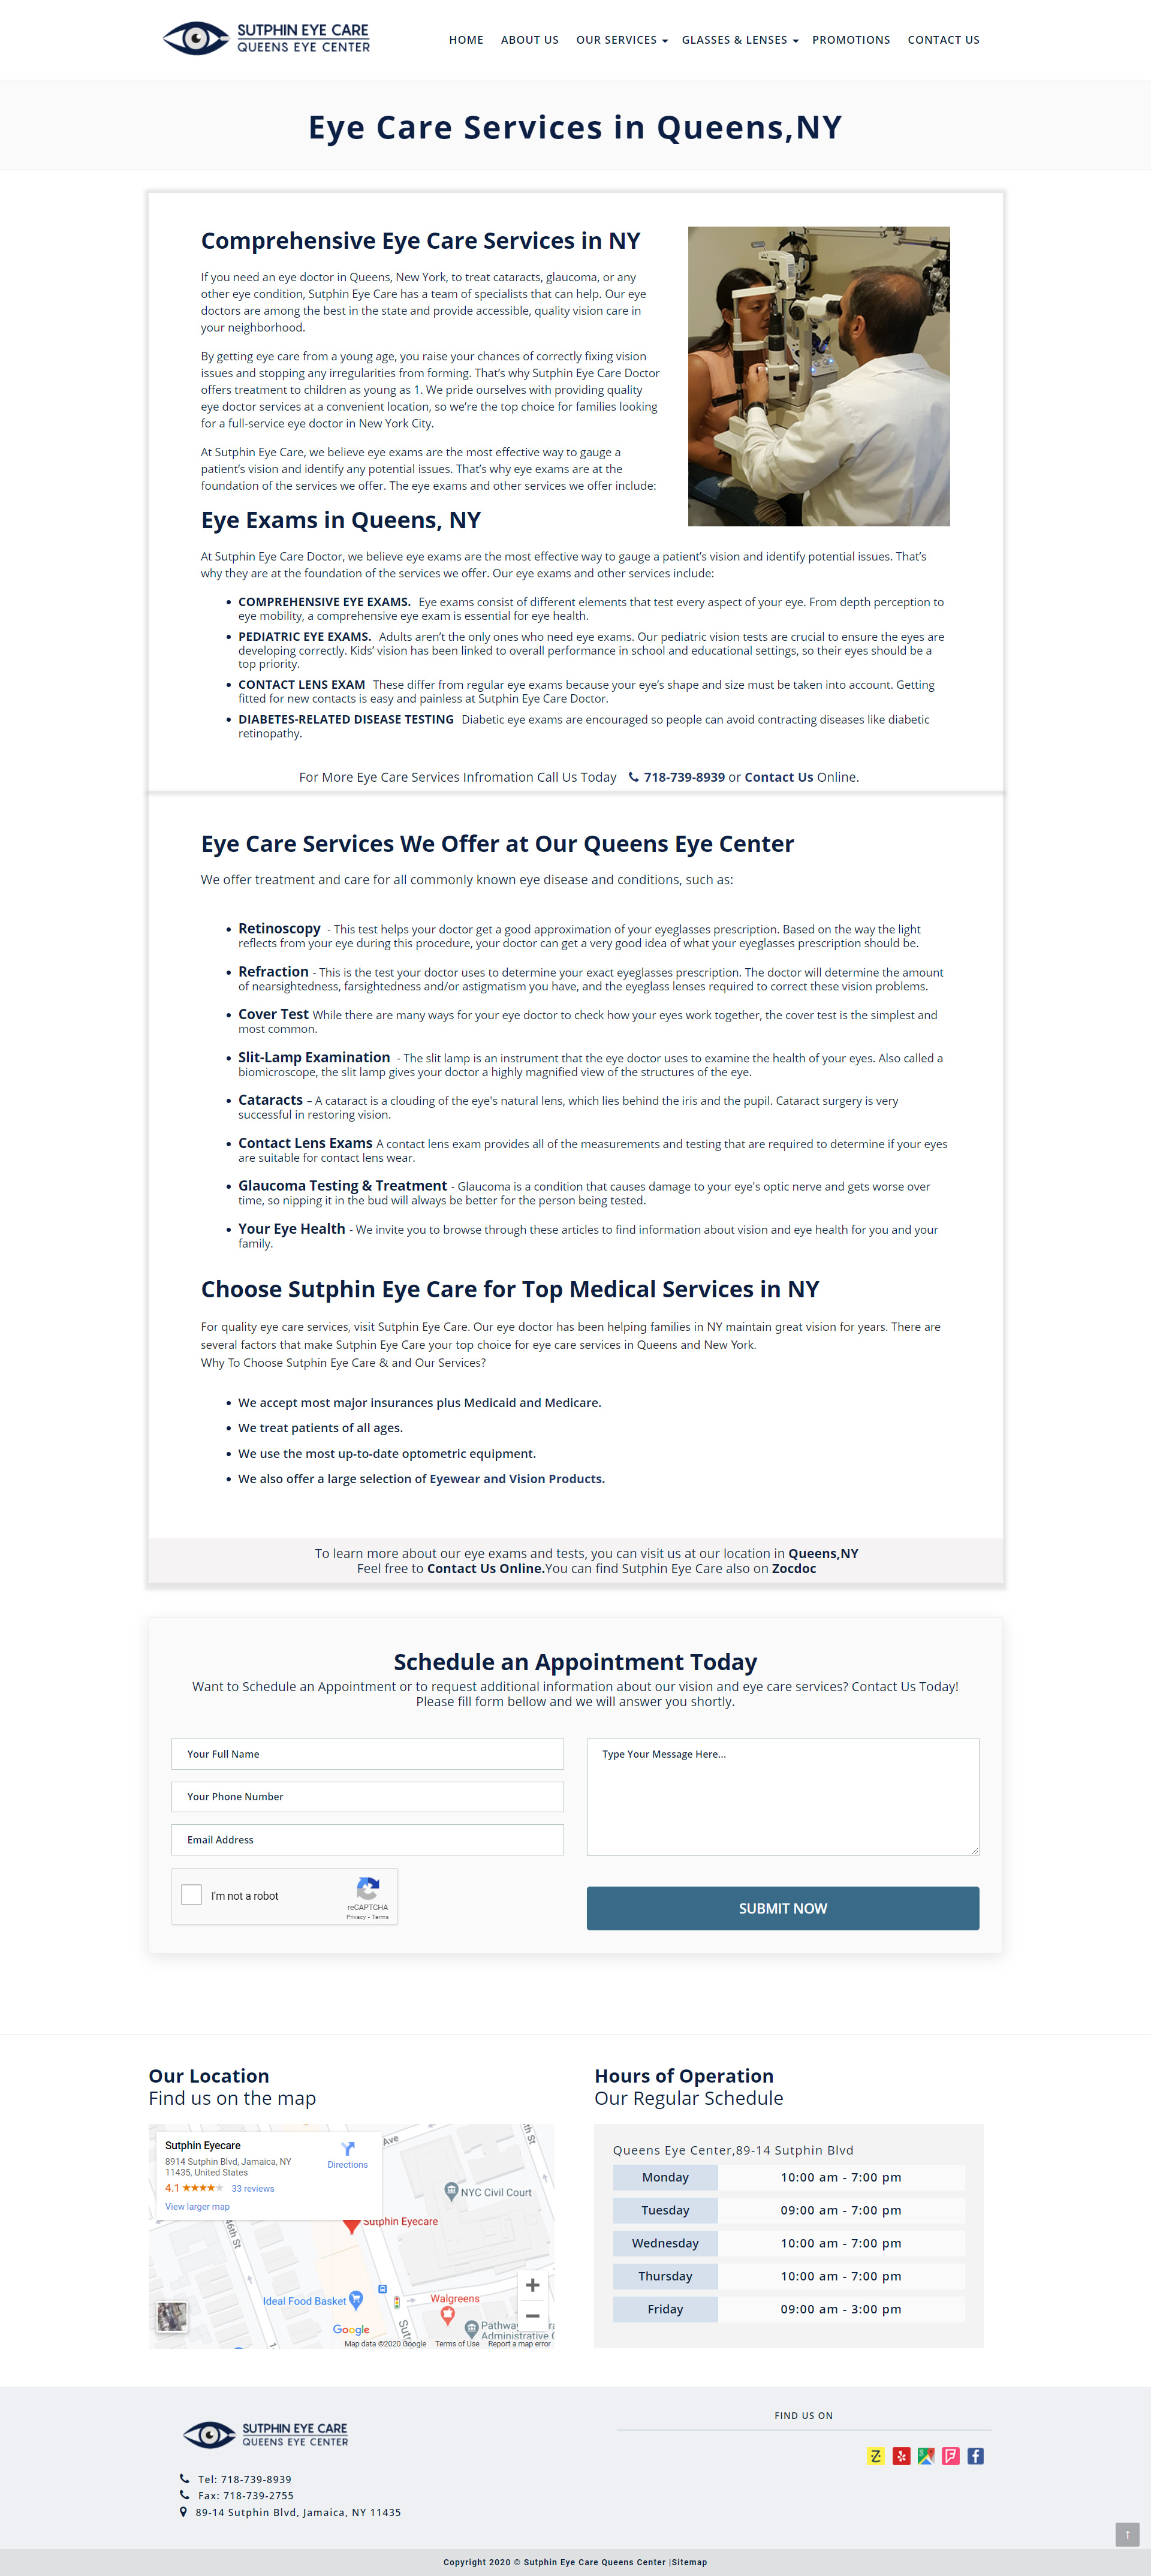 SUTPHIN EYE CARE
QUEENS EYE CENTER
HOME ABOUT US OUR SERVICES GLASSES & LENSES PROMOTIONS CONTACT US
Eye Care Services in Queens,NY
Comprehensive Eye Care Services in NY
If you need an eye doctor in Queens, New York, to treat cataracts, glaucoma, or any
other eye condition, Sutphin Eye Care has a team of specialists that can help. Our eye
doctors are among the best in the state and provide accessible, quality vision care in
your neighborhood.
By getting eye care from a young age, you raise your chances of correctly fixing vision
issues and stopping any irregularities from forming. That’s why Sutphin Eye Care Doctor
offers treatment to children as young as 1. We pride ourselves with providing quality
eye doctor services at a convenient location, so we’re the top choice for families looking
for a full-service eye doctor in New York City.
At Sutphin Eye Care, we believe eye exams are the most effective way to gauge a
patient’s vision and identify any potential issues. That’s why eye exams are at the
foundation of the services we offer. The eye exams and other services we offer include:
Eye Exams in Queens, NY
At Sutphin Eye Care Doctor, we believe eye exams are the most effective way to gauge a patient’s vision and identify potential issues. That’s
why they are at the foundation of the services we offer. Our eye exams and other services include:
• COMPREHENSIVE EYE EXAMS. Eye exams consist of different elements that test every aspect of your eye. From depth perception to
eye mobility, a comprehensive eye exam is essential for eye health.
• PEDIATRIC EYE EXAMS. Adults aren’t the only ones who need eye exams. Our pediatric vision tests are crucial to ensure the eyes are
developing correctly. Kids’ vision has been linked to overall performance in school and educational settings, so their eyes should be a
top priority.
• CONTACT LENS EXAM These differ from regular eye exams because your eye’s shape and size must be taken into account. Getting
fitted for new contacts is easy and painless at Sutphin Eye Care Doctor.
• DIABETES-RELATED DISEASE TESTING Diabetic eye exams are encouraged so people can avoid contracting diseases like diabetic
retinopathy.
For More Eye Care Services Infromation Call Us Today 718-739-8939 or Contact Us Online.
Eye Care Services We Offer at Our Queens Eye Center
We offer treatment and care for all commonly known eye disease and conditions, such as:
• Retinoscopy - This test helps your doctor get a good approximation of your eyeglasses prescription. Based on the way the light
reflects from your eye during this procedure, your doctor can get a very good idea of what your eyeglasses prescription should be.
• Refraction - This is the test your doctor uses to determine your exact eyeglasses prescription. The doctor will determine the amount
of nearsightedness, farsightedness and/or astigmatism you have, and the eyeglass lenses required to correct these vision problems.
• Cover Test While there are many ways for your eye doctor to check how your eyes work together, the cover test is the simplest and
most common.
• Slit-Lamp Examination - The slit lamp is an instrument that the eye doctor uses to examine the health of your eyes. Also called a
biomicroscope, the slit lamp gives your doctor a highly magnified view of the structures of the eye.
• Cataracts – A cataract is a clouding of the eye's natural lens, which lies behind the iris and the pupil. Cataract surgery is very
successful in restoring vision.
• Contact Lens Exams A contact lens exam provides all of the measurements and testing that are required to determine if your eyes
are suitable for contact lens wear.
• Glaucoma Testing & Treatment - Glaucoma is a condition that causes damage to your eye's optic nerve and gets worse over
time, so nipping it in the bud will always be better for the person being tested.
• Your Eye Health - We invite you to browse through these articles to find information about vision and eye health for you and your
family.
Choose Sutphin Eye Care for Top Medical Services in NY
For quality eye care services, visit Sutphin Eye Care. Our eye doctor has been helping families in NY maintain great vision for years. There are
several factors that make Sutphin Eye Care your top choice for eye care services in Queens and New York.
Why To Choose Sutphin Eye Care & and Our Services?
• We accept most major insurances plus Medicaid and Medicare.
• We treat patients of all ages.
• We use the most up-to-date optometric equipment.
• We also offer a large selection of Eyewear and Vision Products.
To learn more about our eye exams and tests, you can visit us at our location in Queens,NY
Feel free to Contact Us Online.You can find Sutphin Eye Care also on Zocdoc
Schedule an Appointment Today
Want to Schedule an Appointment or to request additional information about our vision and eye care services? Contact Us Today!
Please fill form bellow and we will answer you shortly.
Your Full Name
Your Phone Number
Email Address
I'm not a robot
reCAPTCHA
Privacy - Terms
Type Your Message Here...
SUBMIT NOW
Our Location
Find us on the map
Sutphin Eyecare
8914 Sutphin Blvd, Jamaica, NY
11435, United States
4.1 33 reviews
View larger map
Directions
Ave
th St
NYC Civil Court
Sutphin Eyecare
46th St
Ideal Food Basket
Walgreens
Pathway
Administrative
Sut
Google
Map data ©2020 Google Terms of Use Report a map error
Hours of Operation
Our Regular Schedule
Queens Eye Center,89-14 Sutphin Blvd
Monday 10:00 am - 7:00 pm
Tuesday 09:00 am - 7:00 pm
Wednesday 10:00 am - 7:00 pm
Thursday 10:00 am - 7:00 pm
Friday 09:00 am - 3:00 pm
SUTPHIN EYE CARE
QUEENS EYE CENTER
Tel: 718-739-8939
Fax: 718-739-2755
89-14 Sutphin Blvd, Jamaica, NY 11435
FIND US ON
Copyright 2020 © Sutphin Eye Care Queens Center |Sitemap